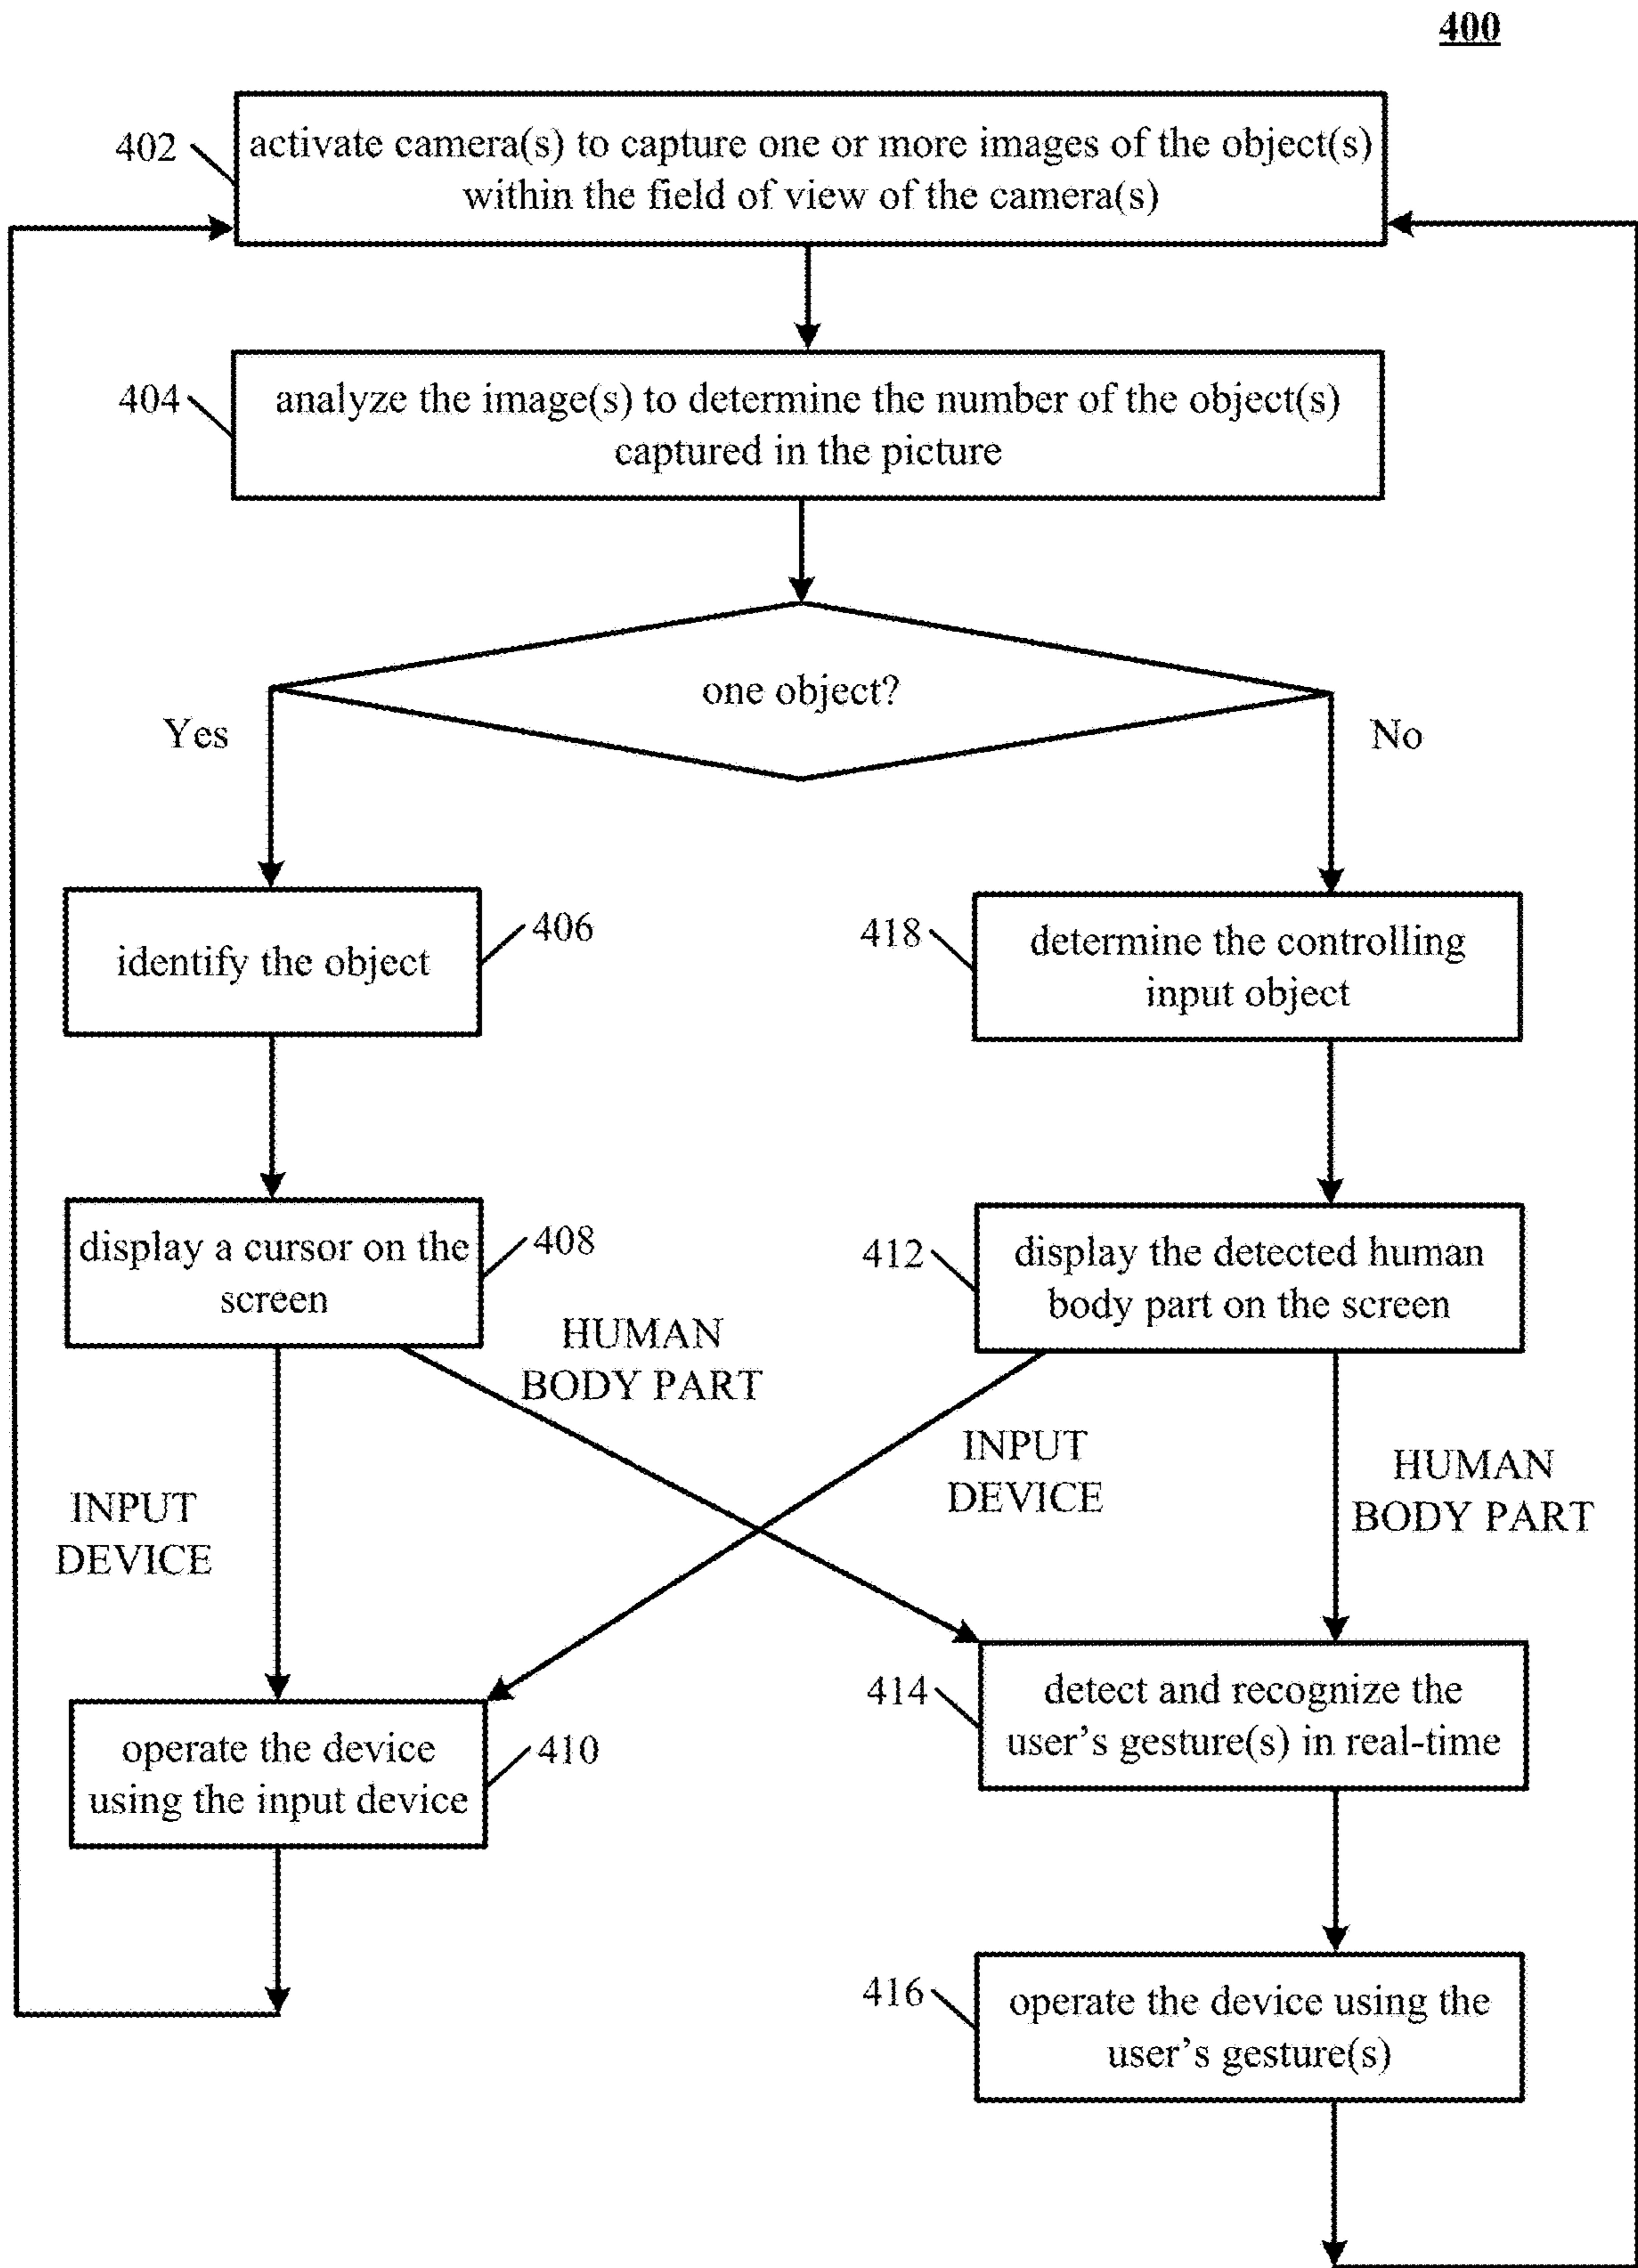 400
402
activate camera(s) to capture one or more images of the object(s)
within the field of view of the camera(s)
404
analyze the image(s) to determine the number of the object(s)
captured in the picture
one object?
Yes
No
identify the object
406
418
determine the controlling
input object
display a cursor on the
screen
408
412
display the detected human
body part on the screen
HUMAN
BODY PART
INPUT
DEVICE
HUMAN
BODY PART
INPUT
DEVICE
operate the device
using the input device
410
414
detect and recognize the
user's gesture(s) in real-time
416
operate the device using the
user's gesture(s)